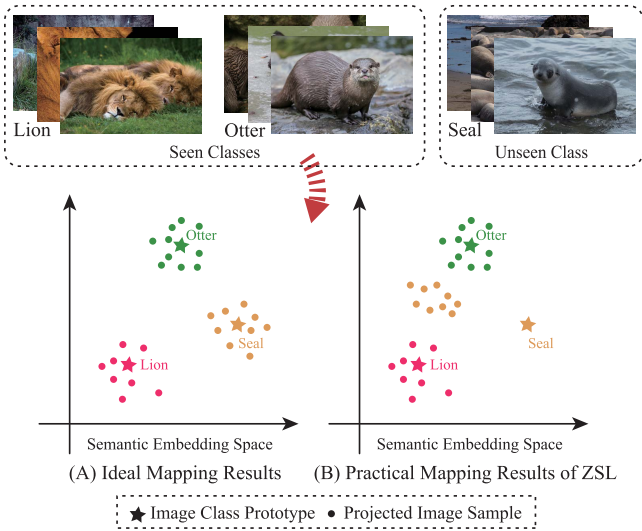 Lion
Otter
Seal
Seen Classes
Unseen Class
Otter
Seal
Lion
Semantic Embedding Space
(A) Ideal Mapping Results
Otter
Seal
Lion
Semantic Embedding Space
(B) Practical Mapping Results of ZSL
Image Class Prototype
Projected Image Sample